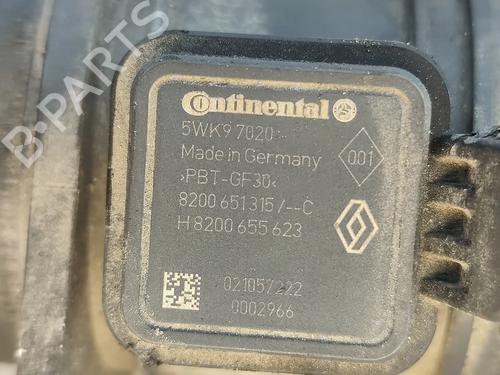 B-PARTS
Continental
5WK9 7020
Made in Germany
001
>PBT-GF30<
8200 651 315 /--C
H 8200 655 623
021057222
0002966